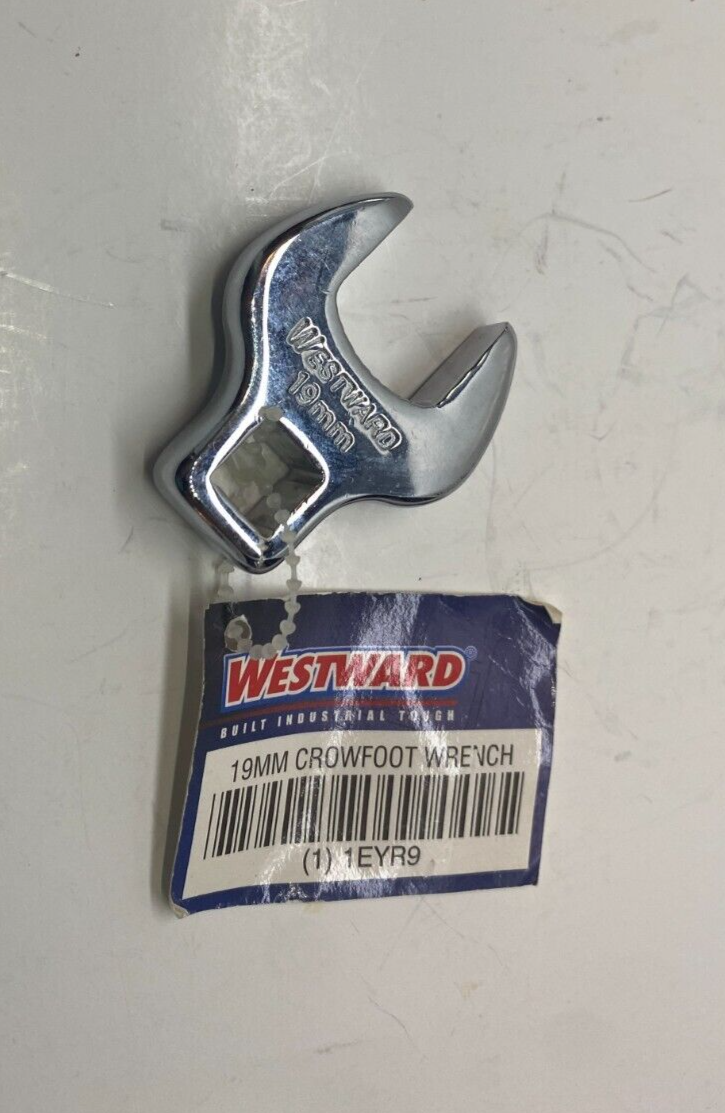 WESTWARD
19mm
WESTWARD®
BUILT INDUSTRIAL TOUGH
19MM CROWFOOT WRENCH
(1) 1EYR9